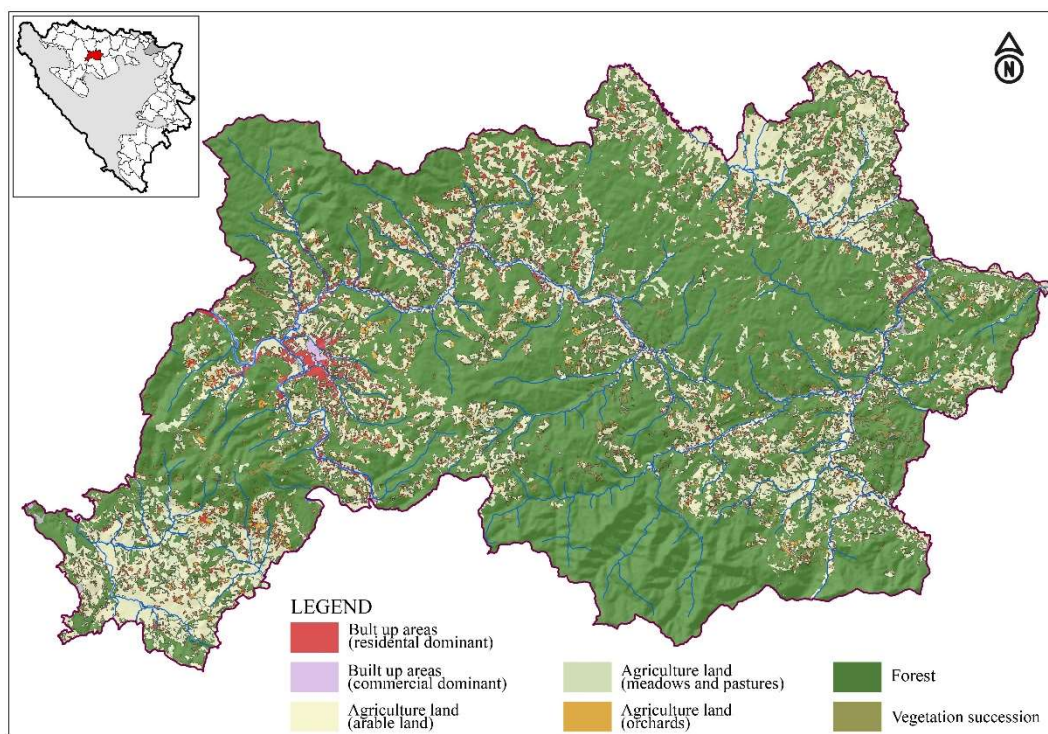 N
LEGEND
Bult up areas
(residental dominant)
Built up areas
(commercial dominant)
Agriculture land
(arable land)
Agriculture land
(meadows and pastures)
Agriculture land
(orchards)
Forest
Vegetation succession